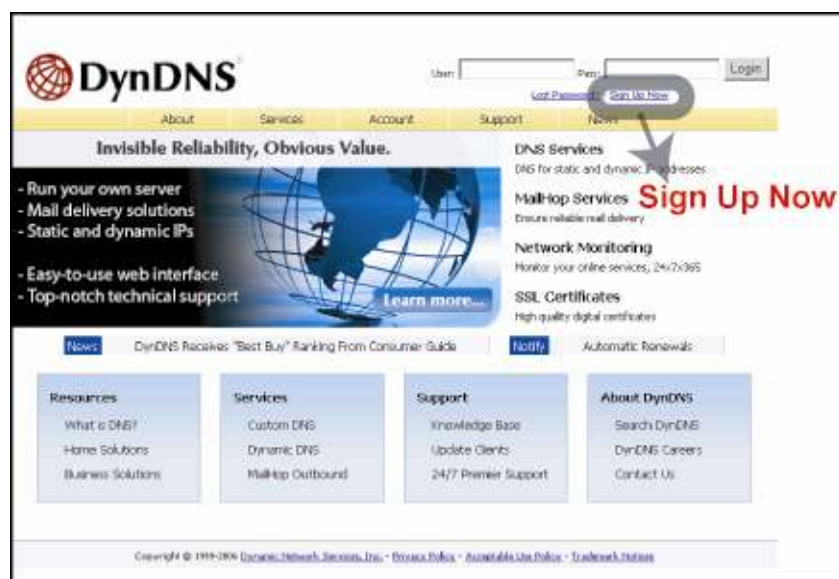 DynDNS
User: Pass: Login
Lost Password? Sign Up Now
About Services Account Support News
Invisible Reliability, Obvious Value.
- Run your own server
- Mail delivery solutions
- Static and dynamic IPs
- Easy-to-use web interface
- Top-notch technical support
Learn more...
DNS Services
DNS for static and dynamic IP addresses
MailHop Services
Ensure reliable mail delivery
Network Monitoring
Monitor your online services, 24x7x365
SSL Certificates
High quality digital certificates
Sign Up Now
News DynDNS Receives "Best Buy" Ranking From Consumer Guide Notify Automatic Renewals
Resources
What is DNS?
Home Solutions
Business Solutions
Services
Custom DNS
Dynamic DNS
MailHop Outbound
Support
Knowledge Base
Update Clients
24/7 Premier Support
About DynDNS
Search DynDNS
DynDNS Careers
Contact Us
Copyright © 1999-2006 Dynamic Network Services, Inc. - Privacy Policy - Acceptable Use Policy - Trademark Notices